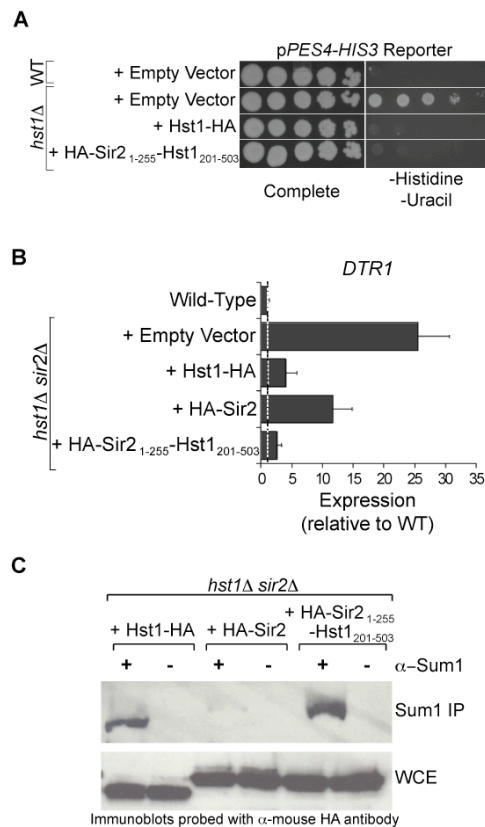 A
pPES4-HIS3 Reporter
WT
+ Empty Vector
hst1Δ
+ Empty Vector
+ Hst1-HA
+ HA-Sir2 1-255-Hst1 201-503
Complete
-Histidine
-Uracil
B
DTR1
Wild-Type
hst1Δ sir2Δ
+ Empty Vector
+ Hst1-HA
+ HA-Sir2
+ HA-Sir2 1-255-Hst1 201-503
0 5 10 15 20 25 30 35
Expression
(relative to WT)
C
hst1Δ sir2Δ
+ Hst1-HA + HA-Sir2 + HA-Sir2 1-255
-Hst1 201-503
+ - + - + - α–Sum1
Sum1 IP
WCE
Immunoblots probed with α-mouse HA antibody